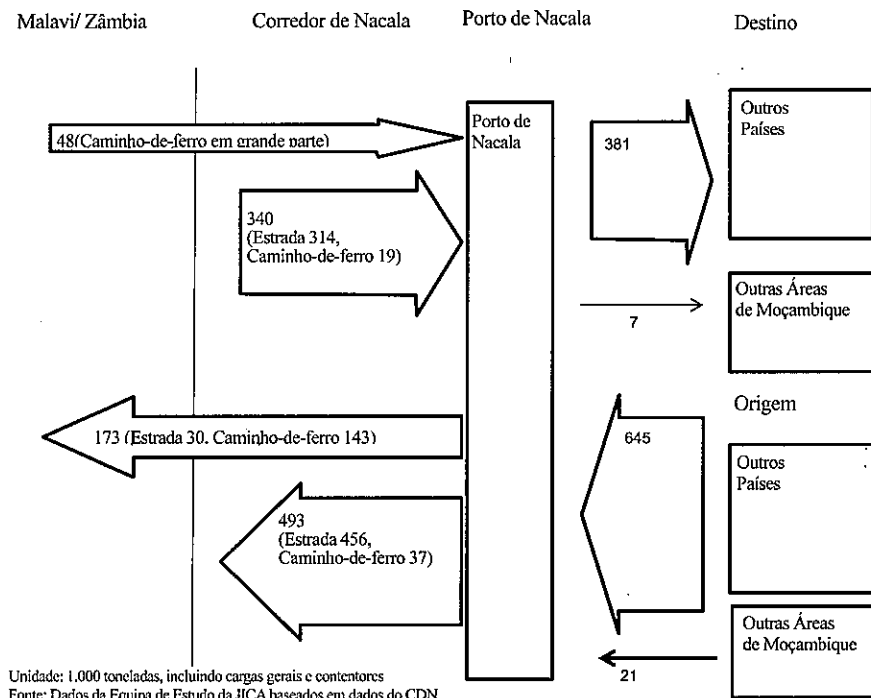 Malavi/ Zâmbia
Corredor de Nacala
Porto de Nacala
Destino
48(Caminho-de-ferro em grande parte)
Porto de
Nacala
381
Outros
Países
340
(Estrada 314,
Caminho-de-ferro 19)
7
Outras Áreas
de Moçambique
173 (Estrada 30. Caminho-de-ferro 143)
645
Origem
Outros
Países
493
(Estrada 456,
Caminho-de-ferro 37)
21
Outras Áreas
de Moçambique
Unidade: 1.000 toneladas, incluindo cargas gerais e contentores
Fonte: Dados da Equipa de Estudo da JICA baseados em dados do CDN